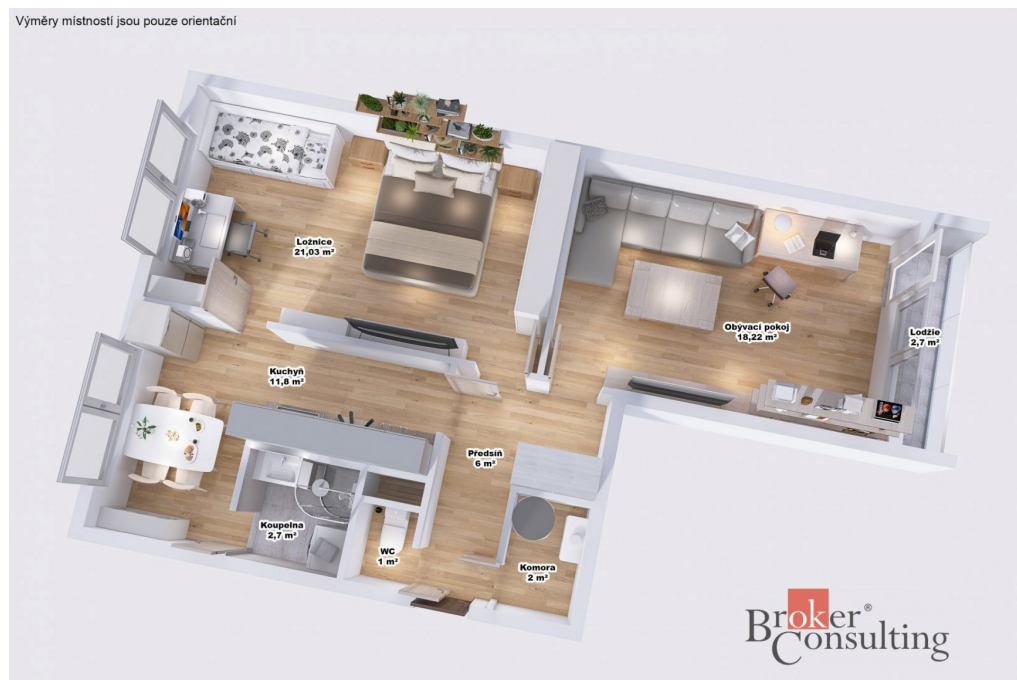 Výměry místností jsou pouze orientační
Ložnice
21,03 m²
Obývací pokoj
18,22 m²
Lodžie
2,7 m²
Kuchyň
11,8 m²
Předsíň
6 m²
Koupelna
2,7 m²
WC
1 m²
Komora
2 m²
Broker®
Consulting